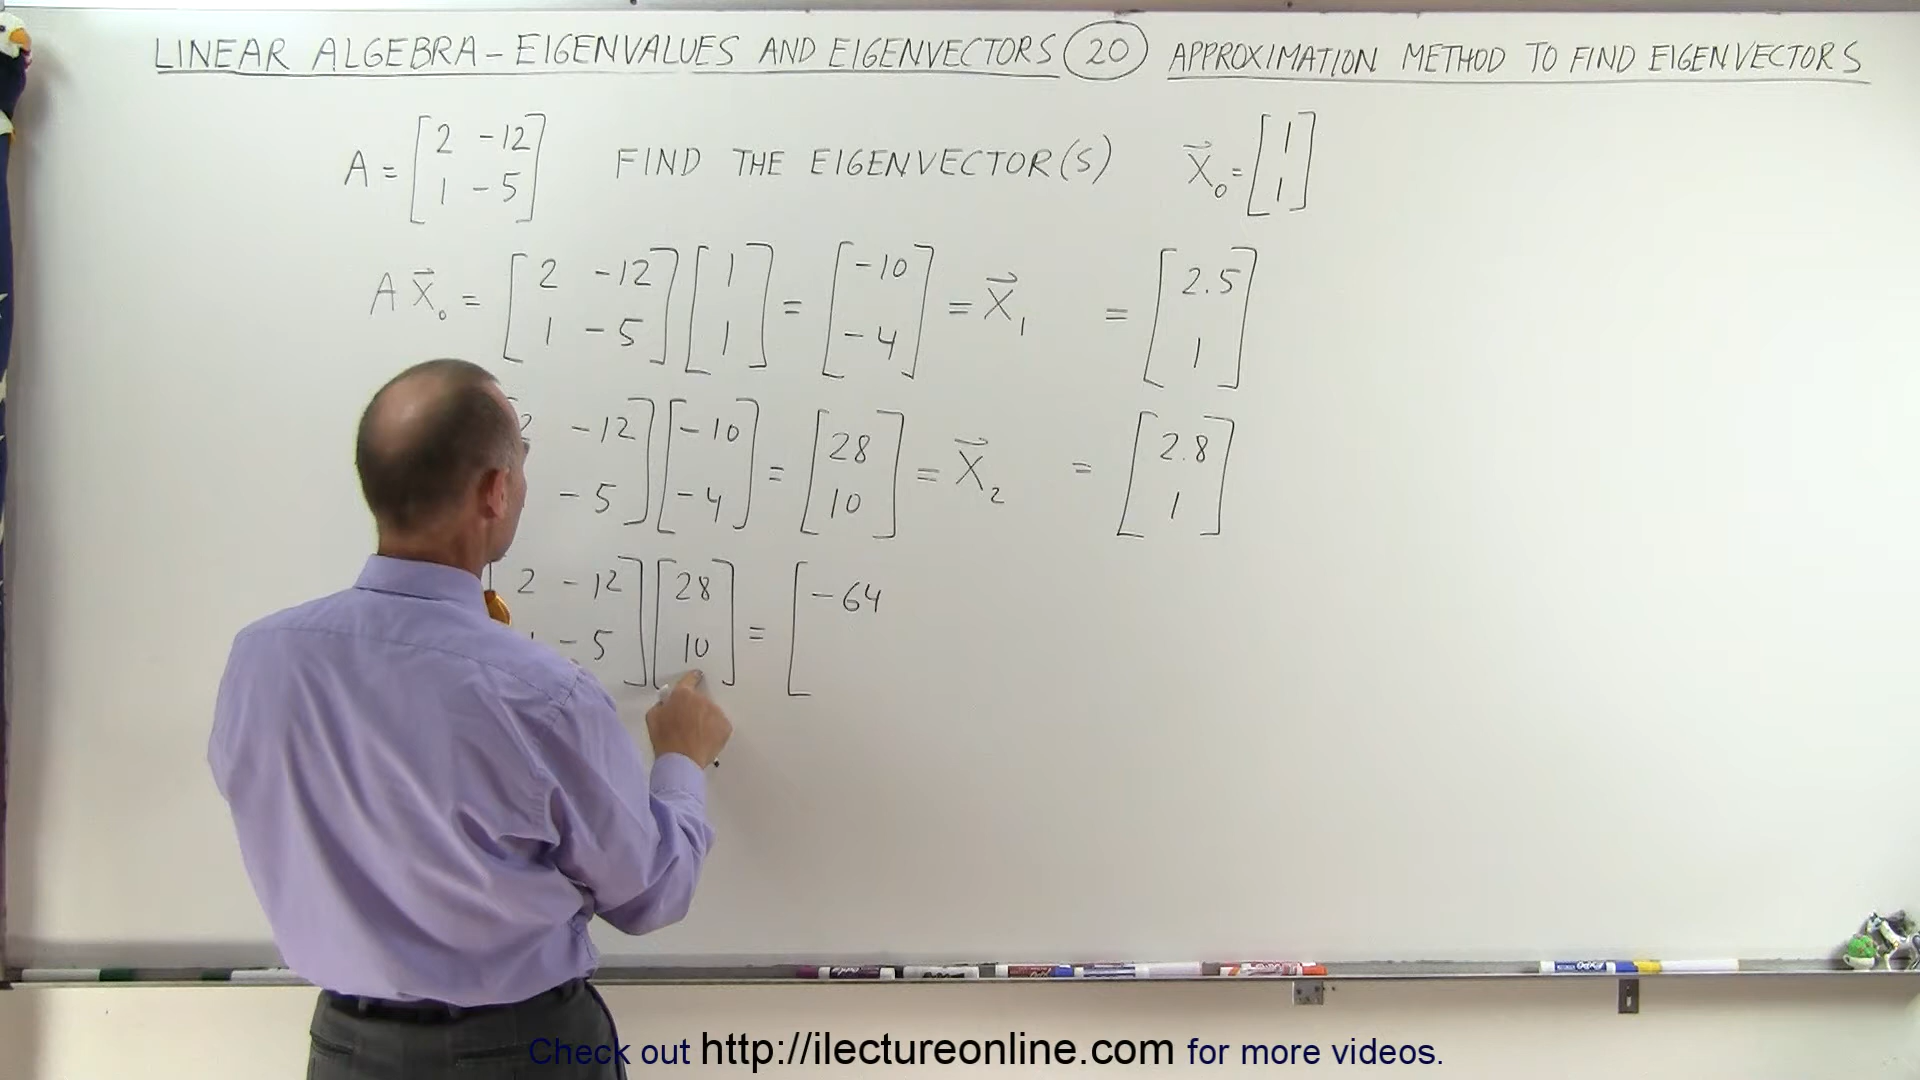 LINEAR ALGEBRA - EIGENVALUES AND EIGENVECTORS 20 APPROXIMATION METHOD TO FIND EIGENVECTORS
A = [2 -12; 1 -5] FIND THE EIGENVECTOR(S) X⃗₀ = [1; 1]
A X⃗₀ = [2 -12; 1 -5] [1; 1] = [-10; -4] = X⃗₁ = [2.5; 1]
2 -12; -5] [-10; -4] = [28; 10] = X⃗₂ = [2.8; 1]
2 -12; 1 -5] [28; 10] = [-64
Check out http://ilectureonline.com for more videos.